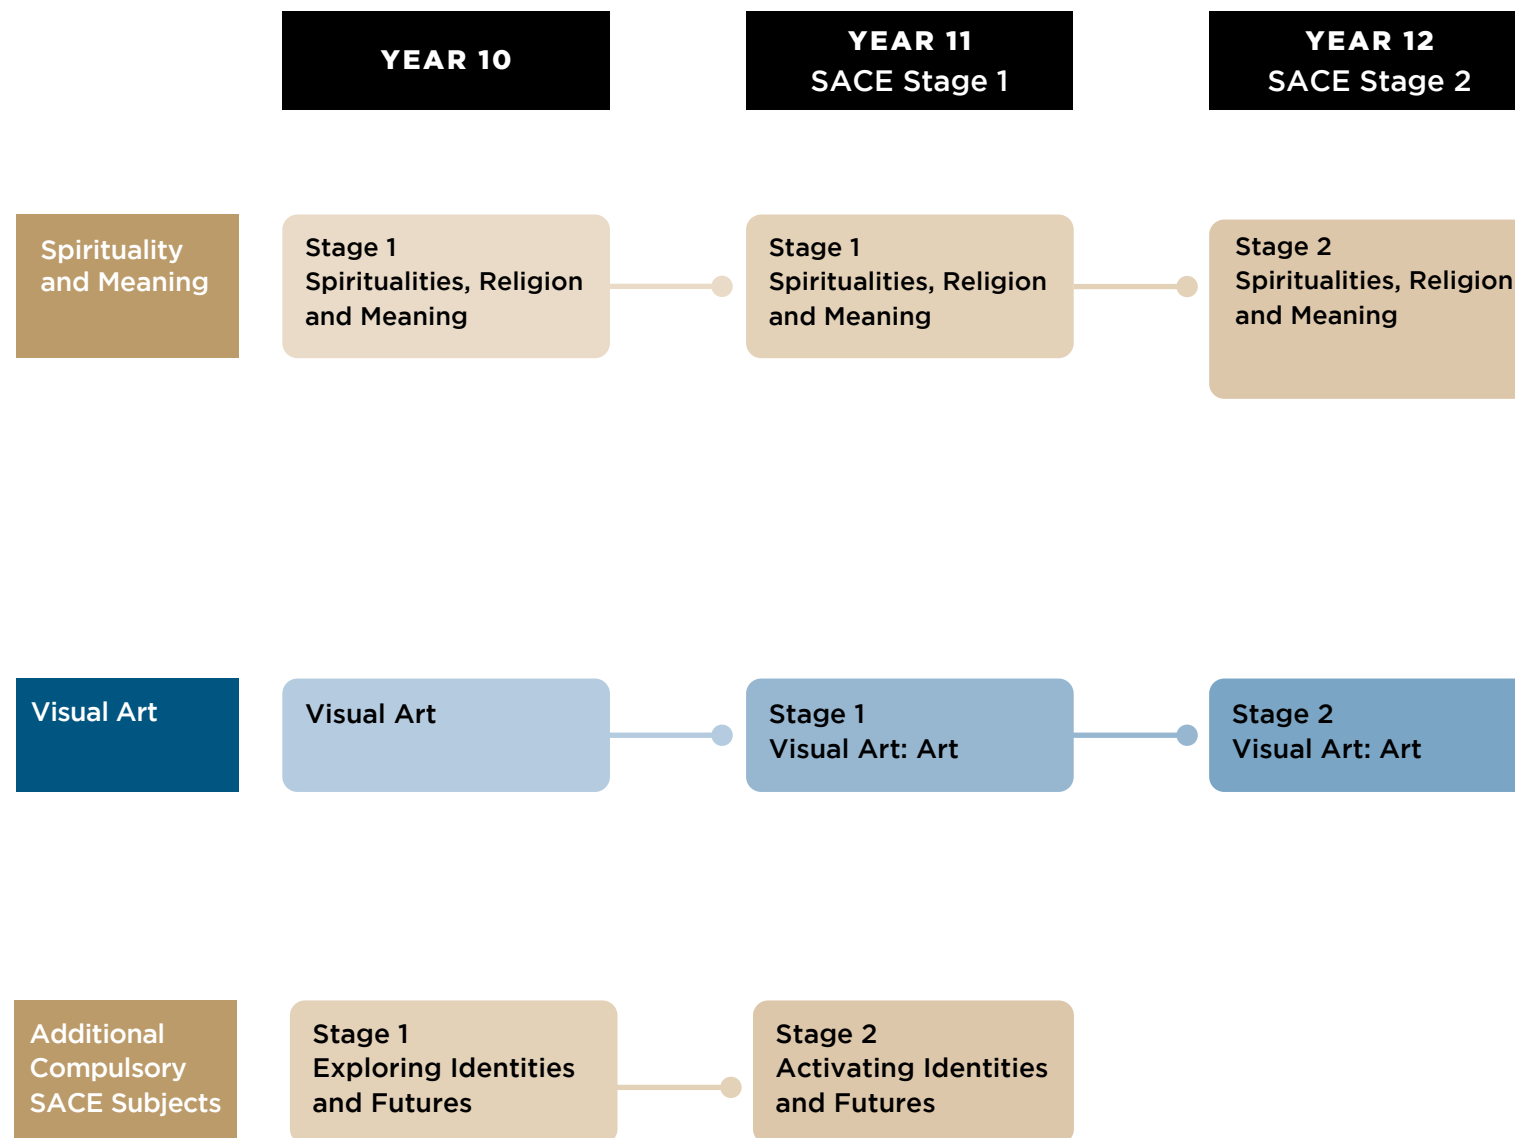 YEAR 10
YEAR 11
SACE Stage 1
YEAR 12
SACE Stage 2
Spirituality
and Meaning
Stage 1
Spiritualities, Religion
and Meaning
Stage 1
Spiritualities, Religion
and Meaning
Stage 2
Spiritualities, Religion
and Meaning
Visual Art
Visual Art
Stage 1
Visual Art: Art
Stage 2
Visual Art: Art
Additional
Compulsory
SACE Subjects
Stage 1
Exploring Identities
and Futures
Stage 2
Activating Identities
and Futures